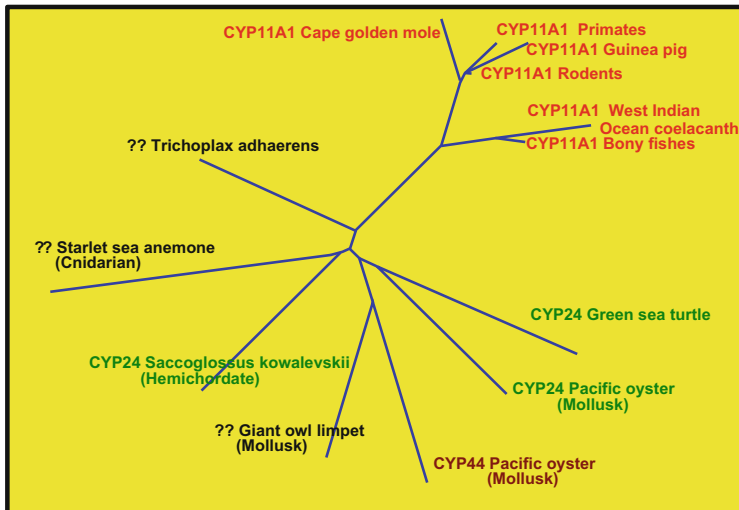 CYP11A1 Cape golden mole
CYP11A1  Primates
CYP11A1 Guinea pig
CYP11A1 Rodents
CYP11A1  West Indian
Ocean coelacanth
CYP11A1 Bony fishes
?? Trichoplax adhaerens
?? Starlet sea anemone
(Cnidarian)
CYP24 Green sea turtle
CYP24 Saccoglossus kowalevskii
(Hemichordate)
CYP24 Pacific oyster
(Mollusk)
?? Giant owl limpet
(Mollusk)
CYP44 Pacific oyster
(Mollusk)